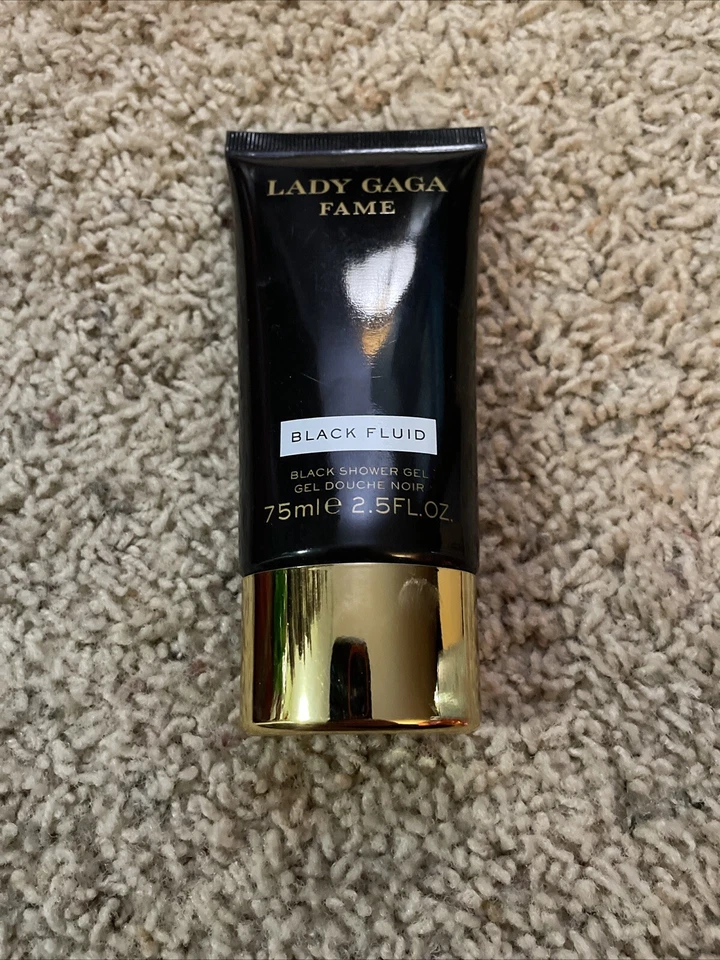 LADY GAGA
FAME
BLACK FLUID
BLACK SHOWER GEL
GEL DOUCHE NOIR
75ml℮ 2.5FL.OZ.